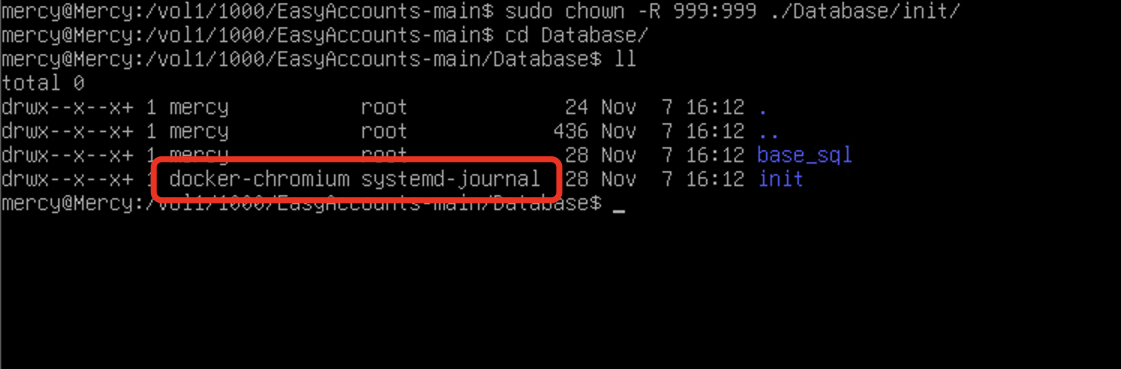 mercy@Mercy:/vol1/1000/EasyAccounts-main$ sudo chown -R 999:999 ./Database/init/
mercy@Mercy:/vol1/1000/EasyAccounts-main$ cd Database/
mercy@Mercy:/vol1/1000/EasyAccounts-main/Database$ ll
total 0
drwx--x--x+ 1 mercy           root              24 Nov  7 16:12 .
drwx--x--x+ 1 mercy           root             436 Nov  7 16:12 ..
drwx--x--x+ 1 mercy           root              28 Nov  7 16:12 base_sql
drwx--x--x+ 1 docker-chromium systemd-journal  28 Nov  7 16:12 init
mercy@Mercy:/vol1/1000/EasyAccounts-main/Database$ _